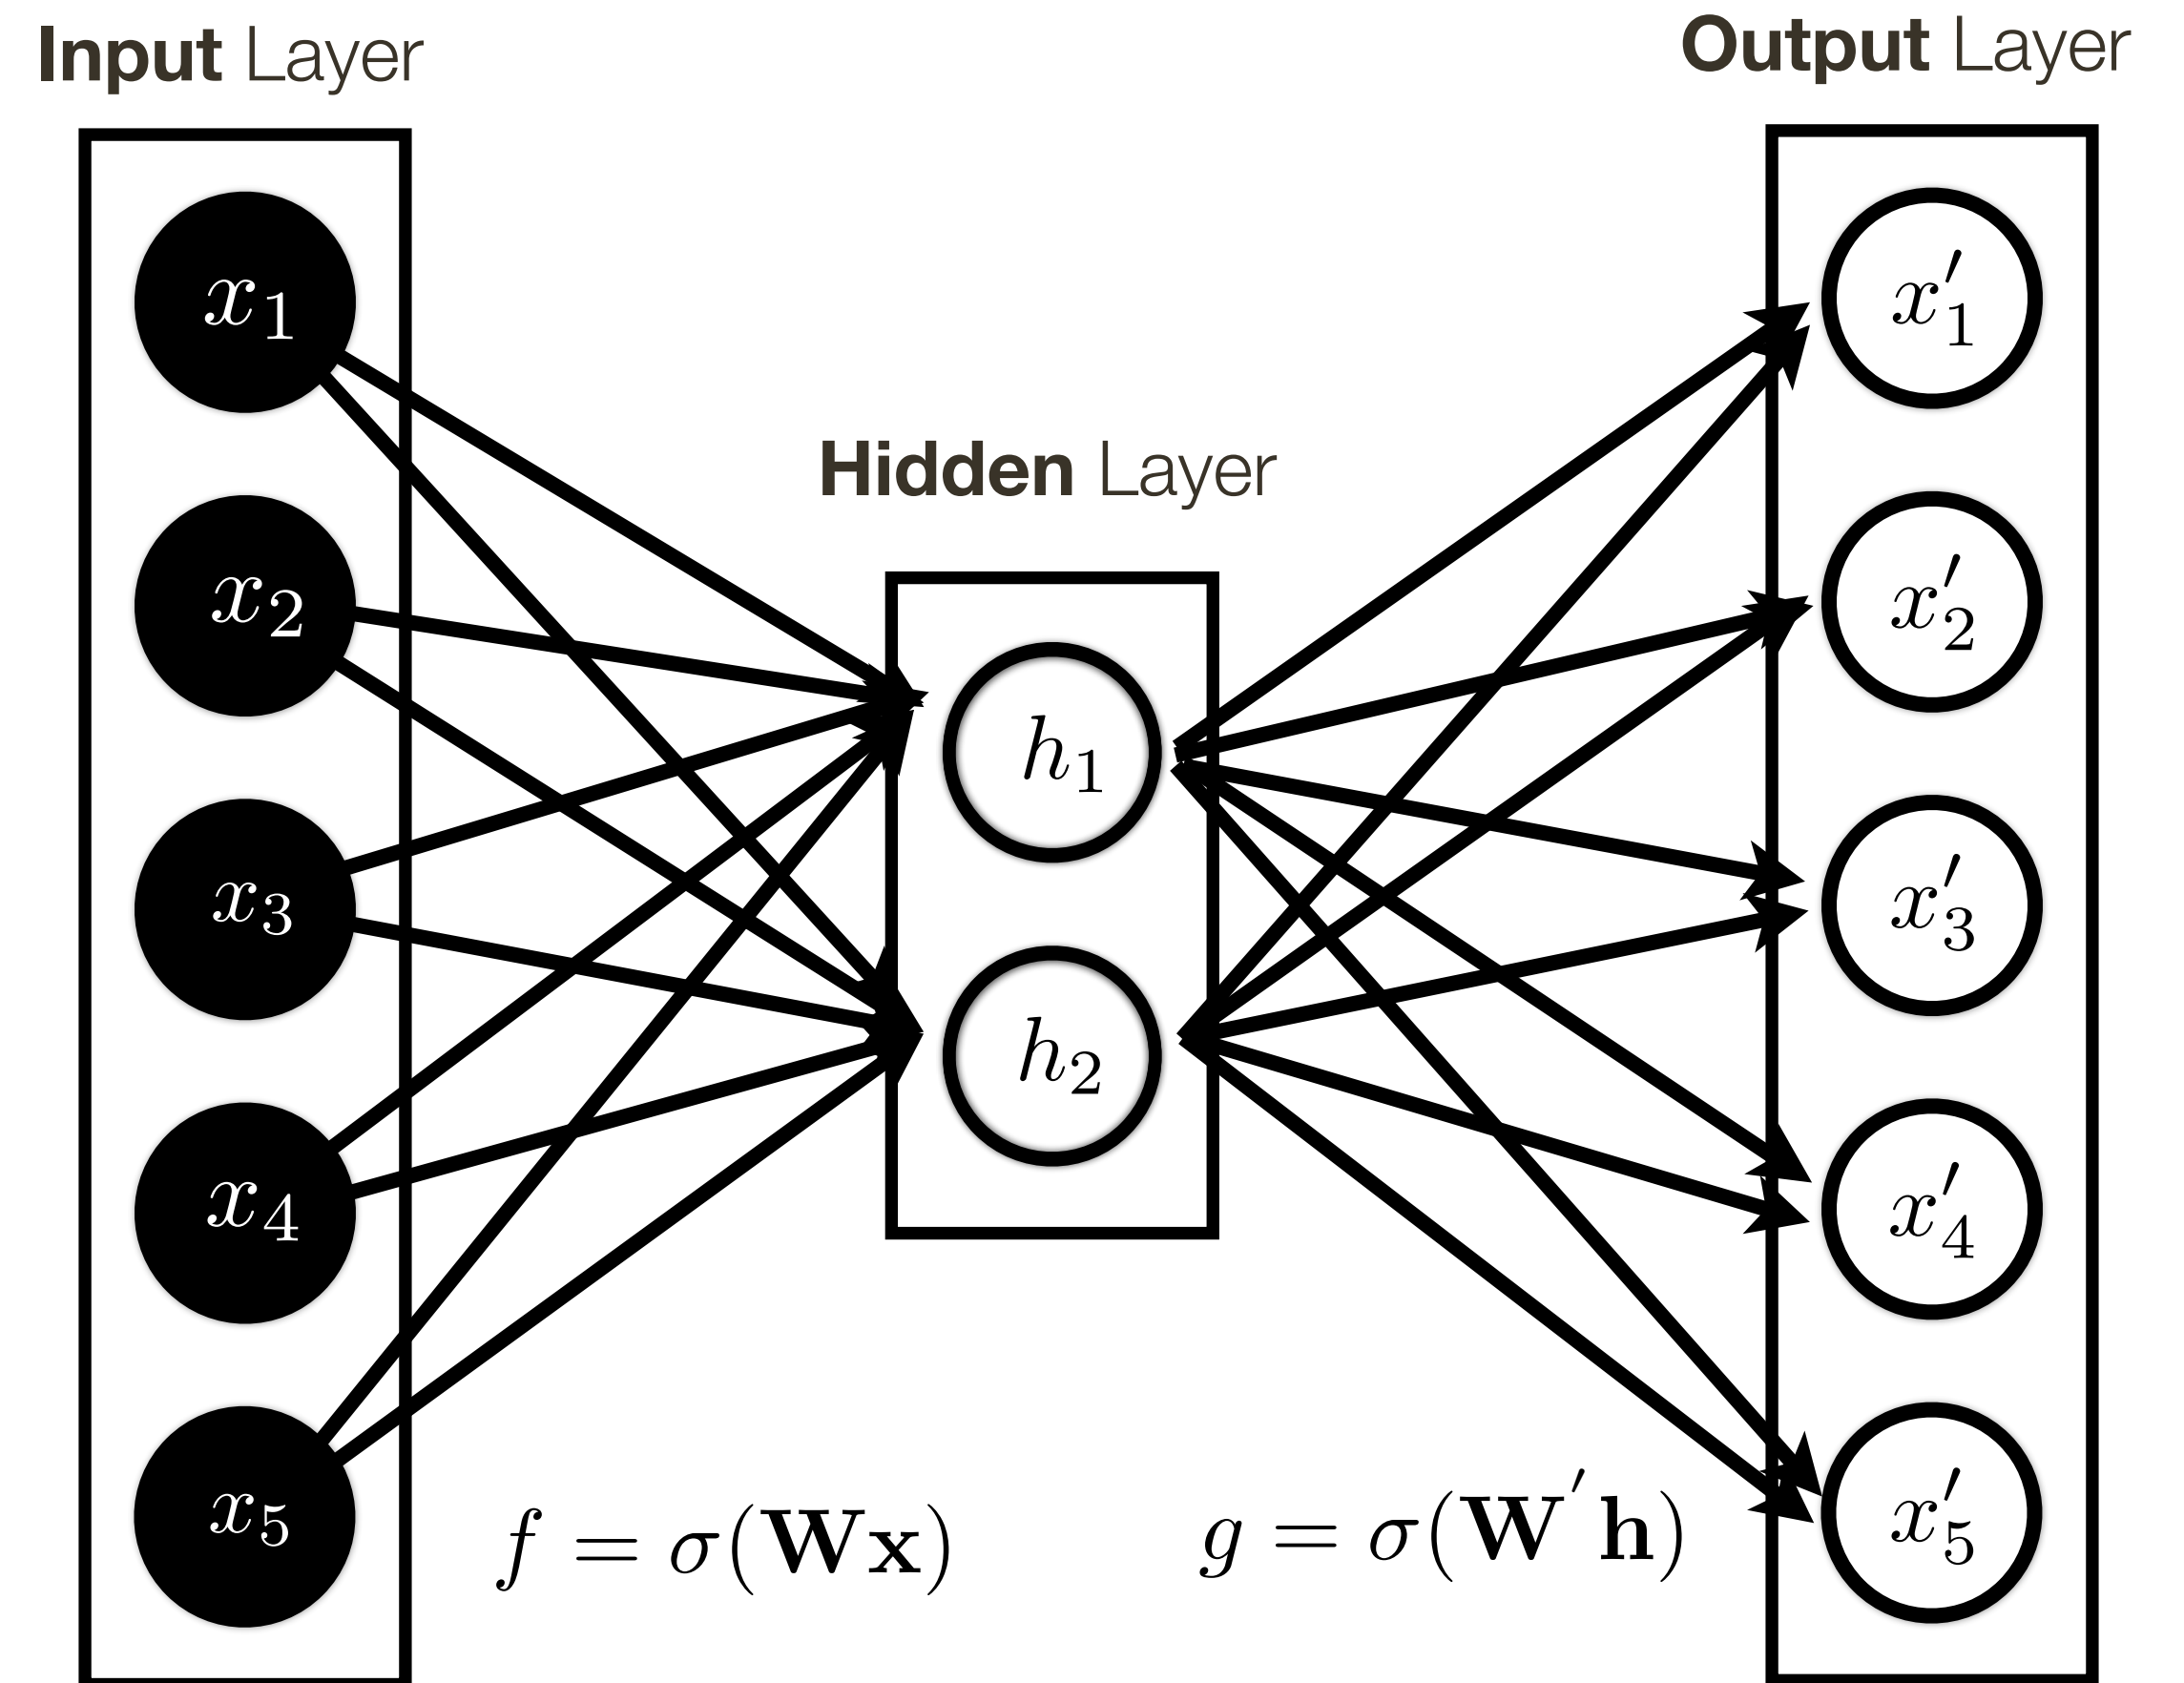 Input Layer
Output Layer
Hidden Layer
x₁
x₂
x₃
x₄
x₅
h₁
h₂
x′₁
x′₂
x′₃
x′₄
x′₅
f = σ(Wx)
g = σ(W′h)